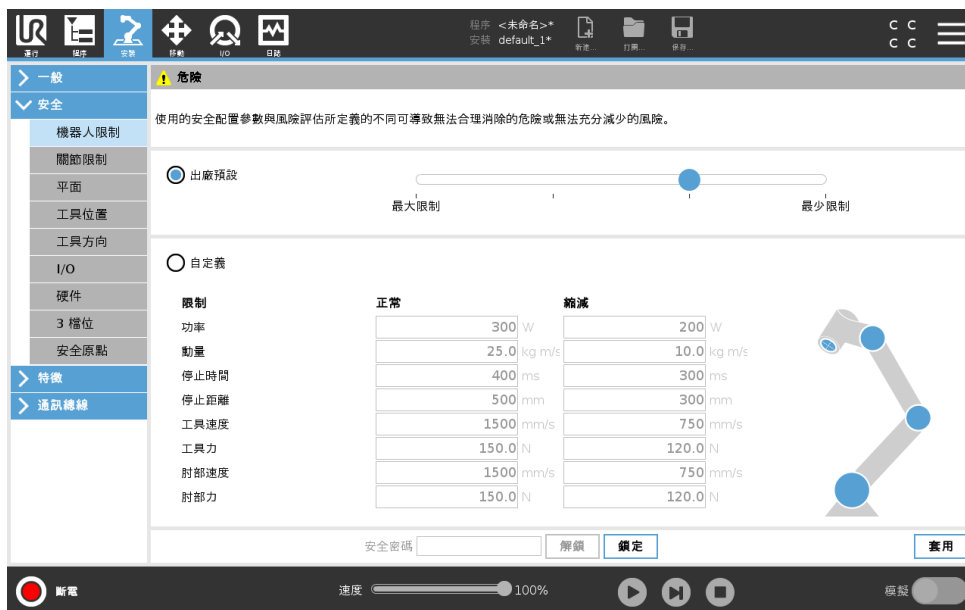 運行 程序 安裝 移動 I/O 日誌
程序 <未命名>*
安裝 default_1*
新建... 打開... 保存...
C C
C C
一般
安全
機器人限制
關節限制
平面
工具位置
工具方向
I/O
硬件
3 檔位
安全原點
特徵
通訊總線
危險
使用的安全配置參數與風險評估所定義的不同可導致無法合理消除的危險或無法充分減少的風險。
出廠預設
最大限制 最少限制
自定義
限制 正常 縮減
功率 300 W 200 W
動量 25.0 kg m/s 10.0 kg m/s
停止時間 400 ms 300 ms
停止距離 500 mm 300 mm
工具速度 1500 mm/s 750 mm/s
工具力 150.0 N 120.0 N
肘部速度 1500 mm/s 750 mm/s
肘部力 150.0 N 120.0 N
安全密碼 解鎖 鎖定 套用
斷電 速度 100% 模擬